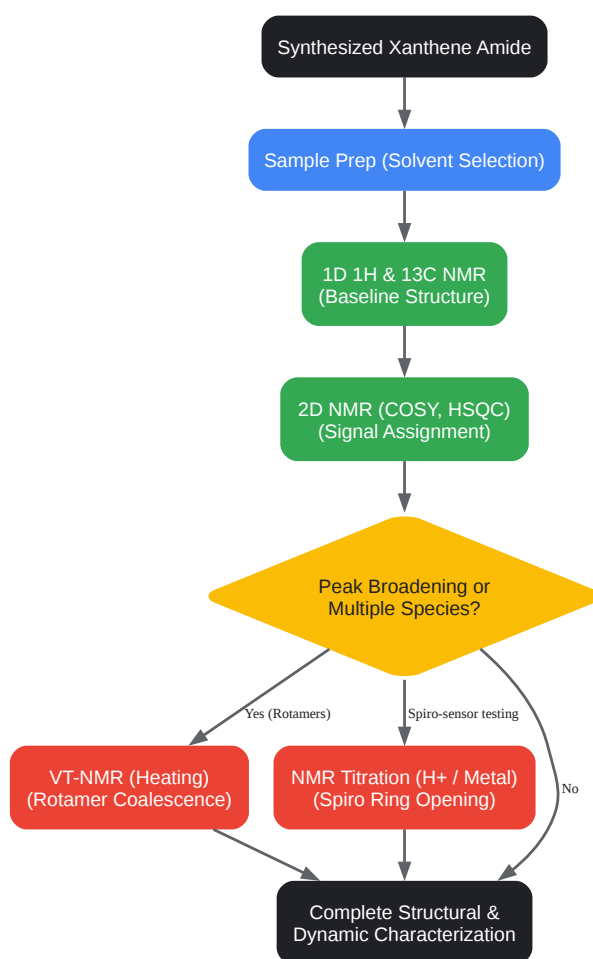 Synthesized Xanthene Amide
Sample Prep (Solvent Selection)
1D 1H & 13C NMR
(Baseline Structure)
2D NMR (COSY, HSQC)
(Signal Assignment)
Peak Broadening or
Multiple Species?
Yes (Rotamers)
Spiro-sensor testing
No
VT-NMR (Heating)
(Rotamer Coalescence)
NMR Titration (H+ / Metal)
(Spiro Ring Opening)
Complete Structural &
Dynamic Characterization